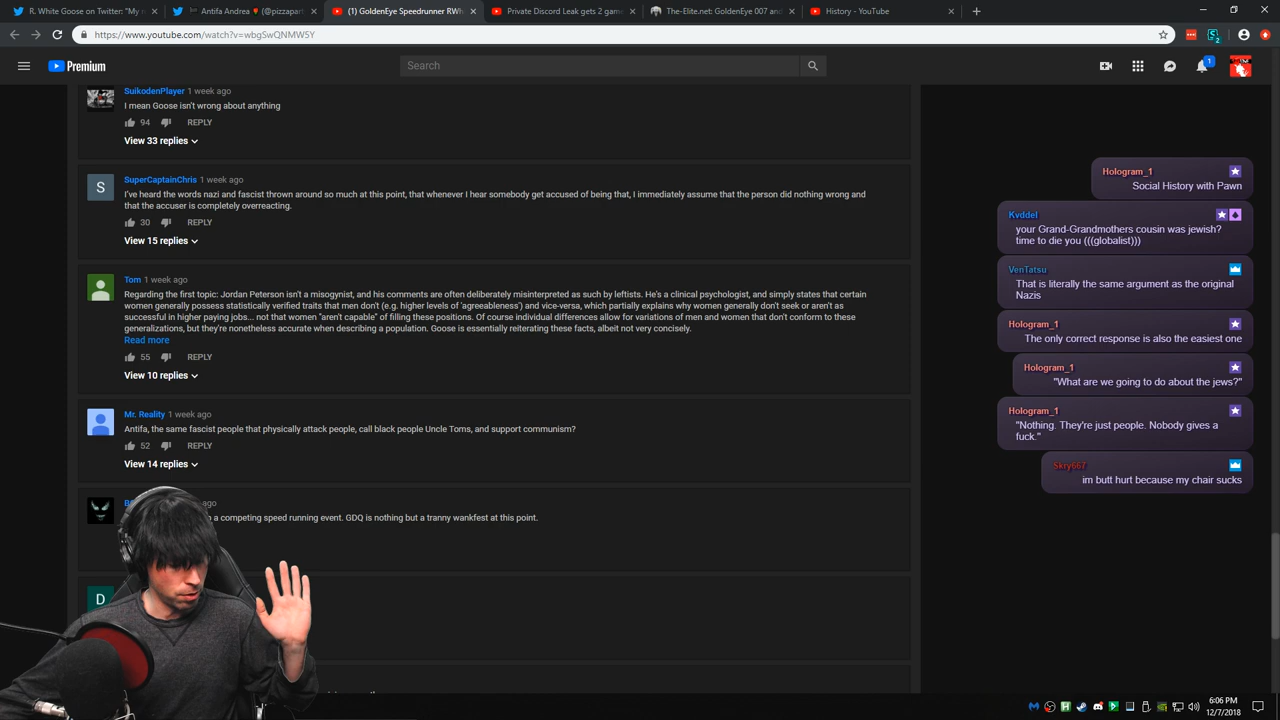 R. White Goose on Twitter: "My n
Antifa Andrea
(@pizzaparty
(1) GoldenEye Speedrunner RWh
Private Discord Leak gets 2 game
The-Elite.net: GoldenEye 007 and
History - YouTube
https://www.youtube.com/watch?v=wbgSwQNMW5Y
Premium
Search
1
2
SuikodenPlayer 1 week ago
I mean Goose isn't wrong about anything
94 REPLY
View 33 replies
S
SuperCaptainChris 1 week ago
I've heard the words nazi and fascist thrown around so much at this point, that whenever I hear somebody get accused of being that, I immediately assume that the person did nothing wrong and
that the accuser is completely overreacting.
30 REPLY
View 15 replies
Tom 1 week ago
Regarding the first topic: Jordan Peterson isn't a misogynist, and his comments are often deliberately misinterpreted as such by leftists. He's a clinical psychologist, and simply states that certain
women generally possess statistically verified traits that men don't (e.g. higher levels of 'agreeableness') and vice-versa, which partially explains why women generally don't seek or aren't as
successful in higher paying jobs... not that women "aren't capable" of filling these positions. Of course individual differences allow for variations of men and women that don't conform to these
generalizations, but they're nonetheless accurate when describing a population. Goose is essentially reiterating these facts, albeit not very concisely.
Read more
55 REPLY
View 10 replies
Mr. Reality 1 week ago
Antifa, the same fascist people that physically attack people, call black people Uncle Toms, and support communism?
52 REPLY
View 14 replies
ago
a competing speed running event. GDQ is nothing but a tranny wankfest at this point.
D
Hologram_1
Social History with Pawn
Kvddel
your Grand-Grandmothers cousin was jewish?
time to die you (((globalist)))
VenTatsu
That is literally the same argument as the original
Nazis
Hologram_1
The only correct response is also the easiest one
Hologram_1
"What are we going to do about the jews?"
Hologram_1
"Nothing. They're just people. Nobody gives a
fuck."
Skry667
im butt hurt because my chair sucks
6:06 PM
12/7/2018